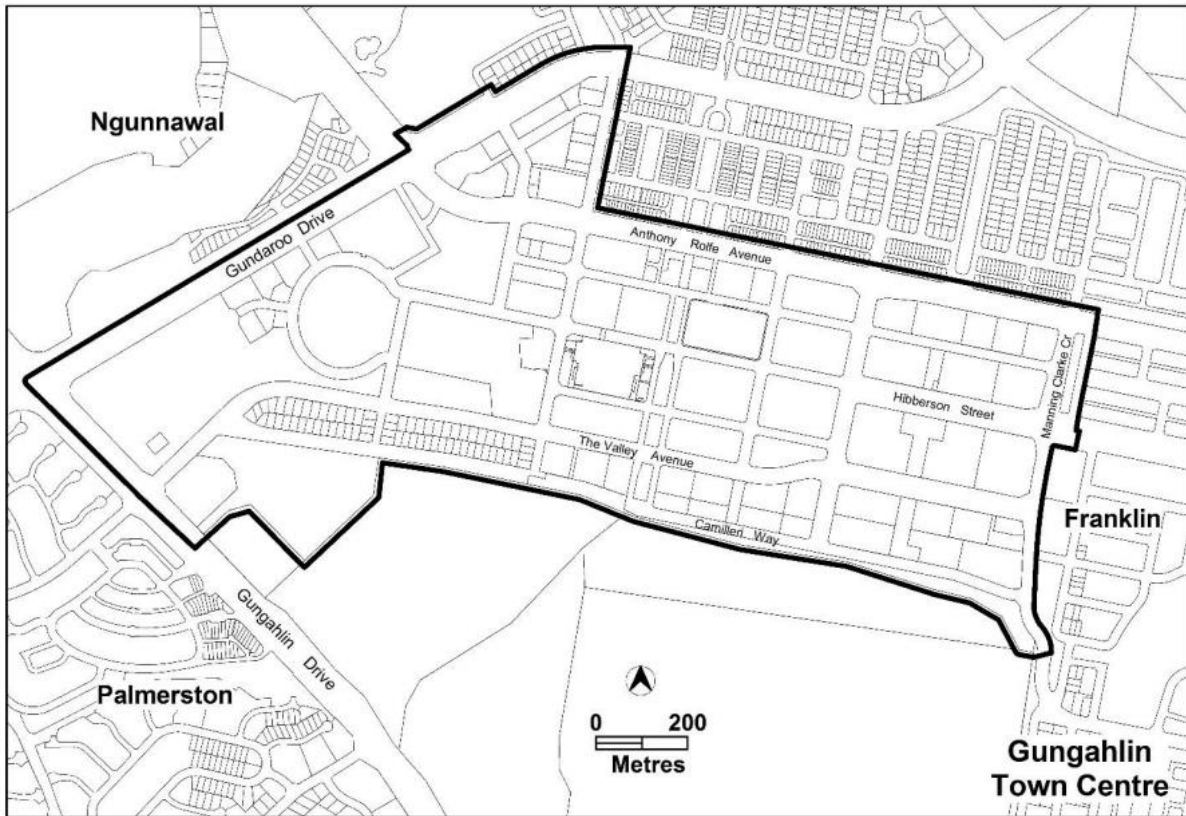 Ngunnawal
Gundaroo Drive
Anthony Rolfe Avenue
Manning Clarke Cr
Hibberson Street
The Valley Avenue
Camilleri Way
Franklin
Gungahlin Drive
Palmerston
0 200
Metres
Gungahlin
Town Centre